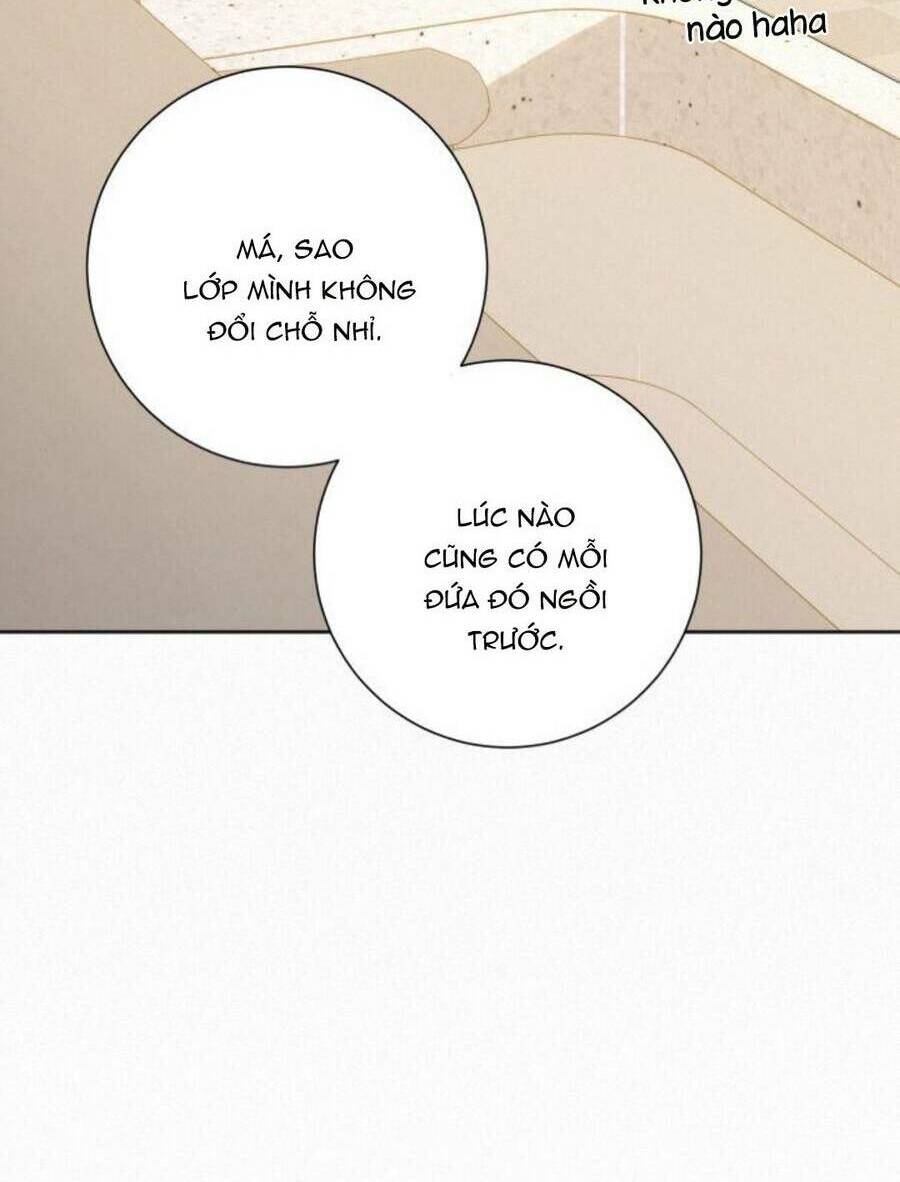 Không
nào haha
MÁ, SAO
LỚP MÌNH KHÔNG
ĐỔI CHỖ NHỈ.
LÚC NÀO
CŨNG CÓ MỖI
ĐỨA ĐÓ NGỒI
TRƯỚC.